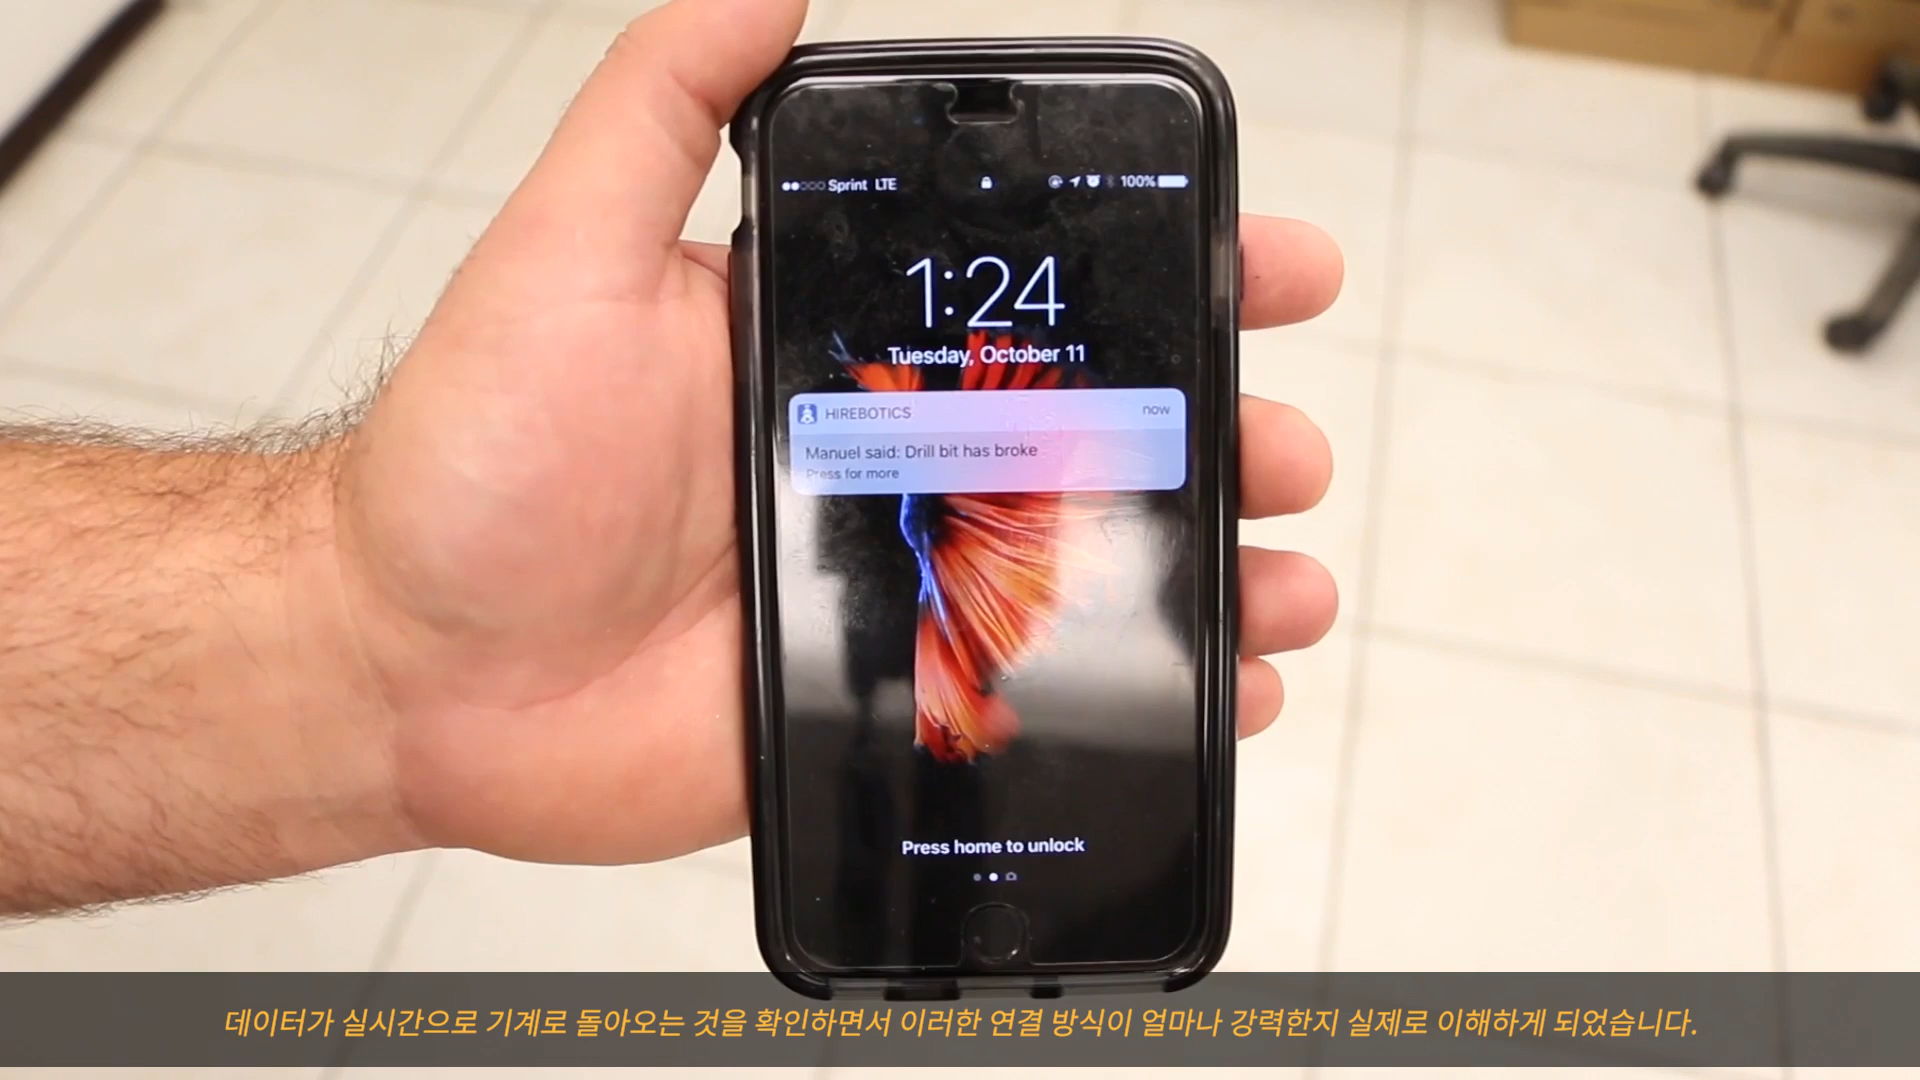 Sprint LTE 100%
1:24
Tuesday, October 11
HIREBOTICS now
Manuel said: Drill bit has broke
Press for more
Press home to unlock
데이터가 실시간으로 기계로 돌아오는 것을 확인하면서 이러한 연결 방식이 얼마나 강력한지 실제로 이해하게 되었습니다.